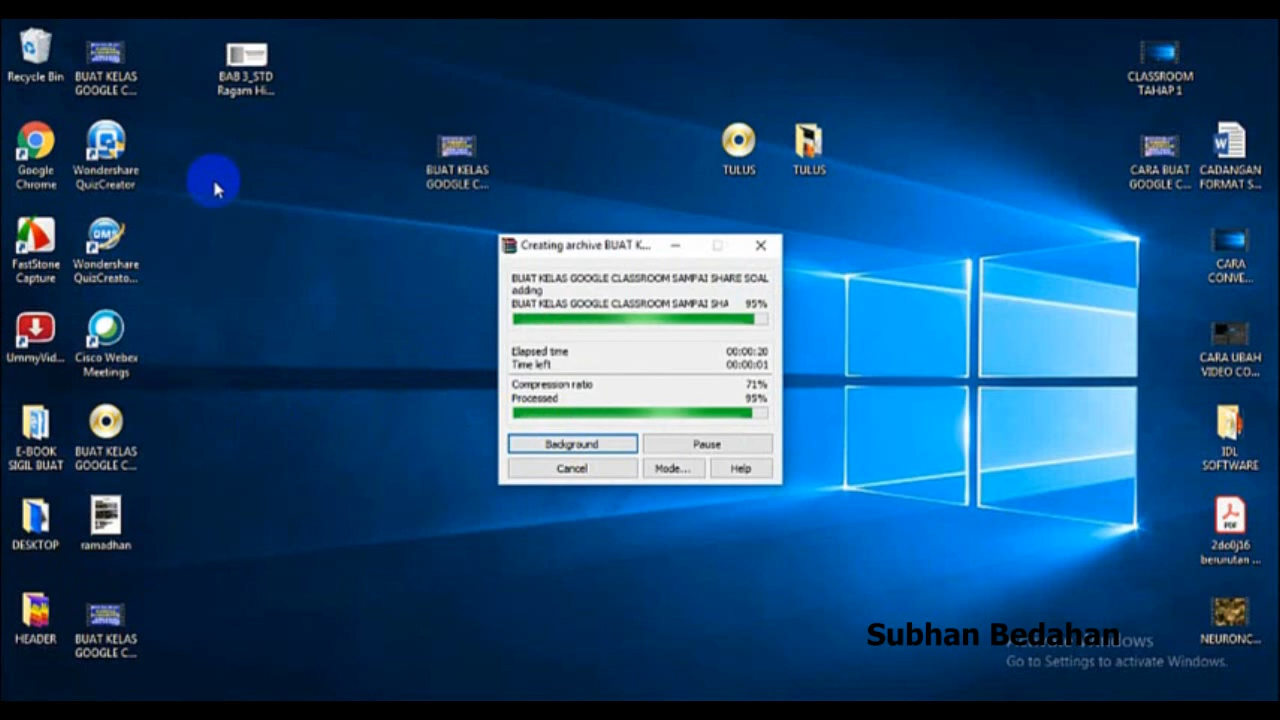 Recycle Bin
BUAT KELAS
GOOGLE C...
BAB 3_STD
Ragam Hi...
CLASSROOM
TAHAP 1
Google
Chrome
Wondershare
QuizCreator
BUAT KELAS
GOOGLE C...
TULUS
TULUS
CARA BUAT
GOOGLE C...
CADANGAN
FORMAT S...
FastStone
Capture
Wondershare
QuizCreato...
CARA
CONVE...
Creating archive BUAT K...
BUAT KELAS GOOGLE CLASSROOM SAMPAI SHARE SOAL
adding
BUAT KELAS GOOGLE CLASSROOM SAMPAI SHA 95%
Elapsed time 00:00:20
Time left 00:00:01
Compression ratio 71%
Processed 95%
Background Pause
Cancel Mode... Help
UmmyVid...
Cisco Webex
Meetings
CARA UBAH
VIDEO CO...
E-BOOK
SIGIL BUAT
BUAT KELAS
GOOGLE C...
IDL
SOFTWARE
DESKTOP
ramadhan
PDF
2do0j16
berurutan ...
HEADER
BUAT KELAS
GOOGLE C...
NEURONC...
Subhan Bedahan
Activate Windows
Go to Settings to activate Windows.